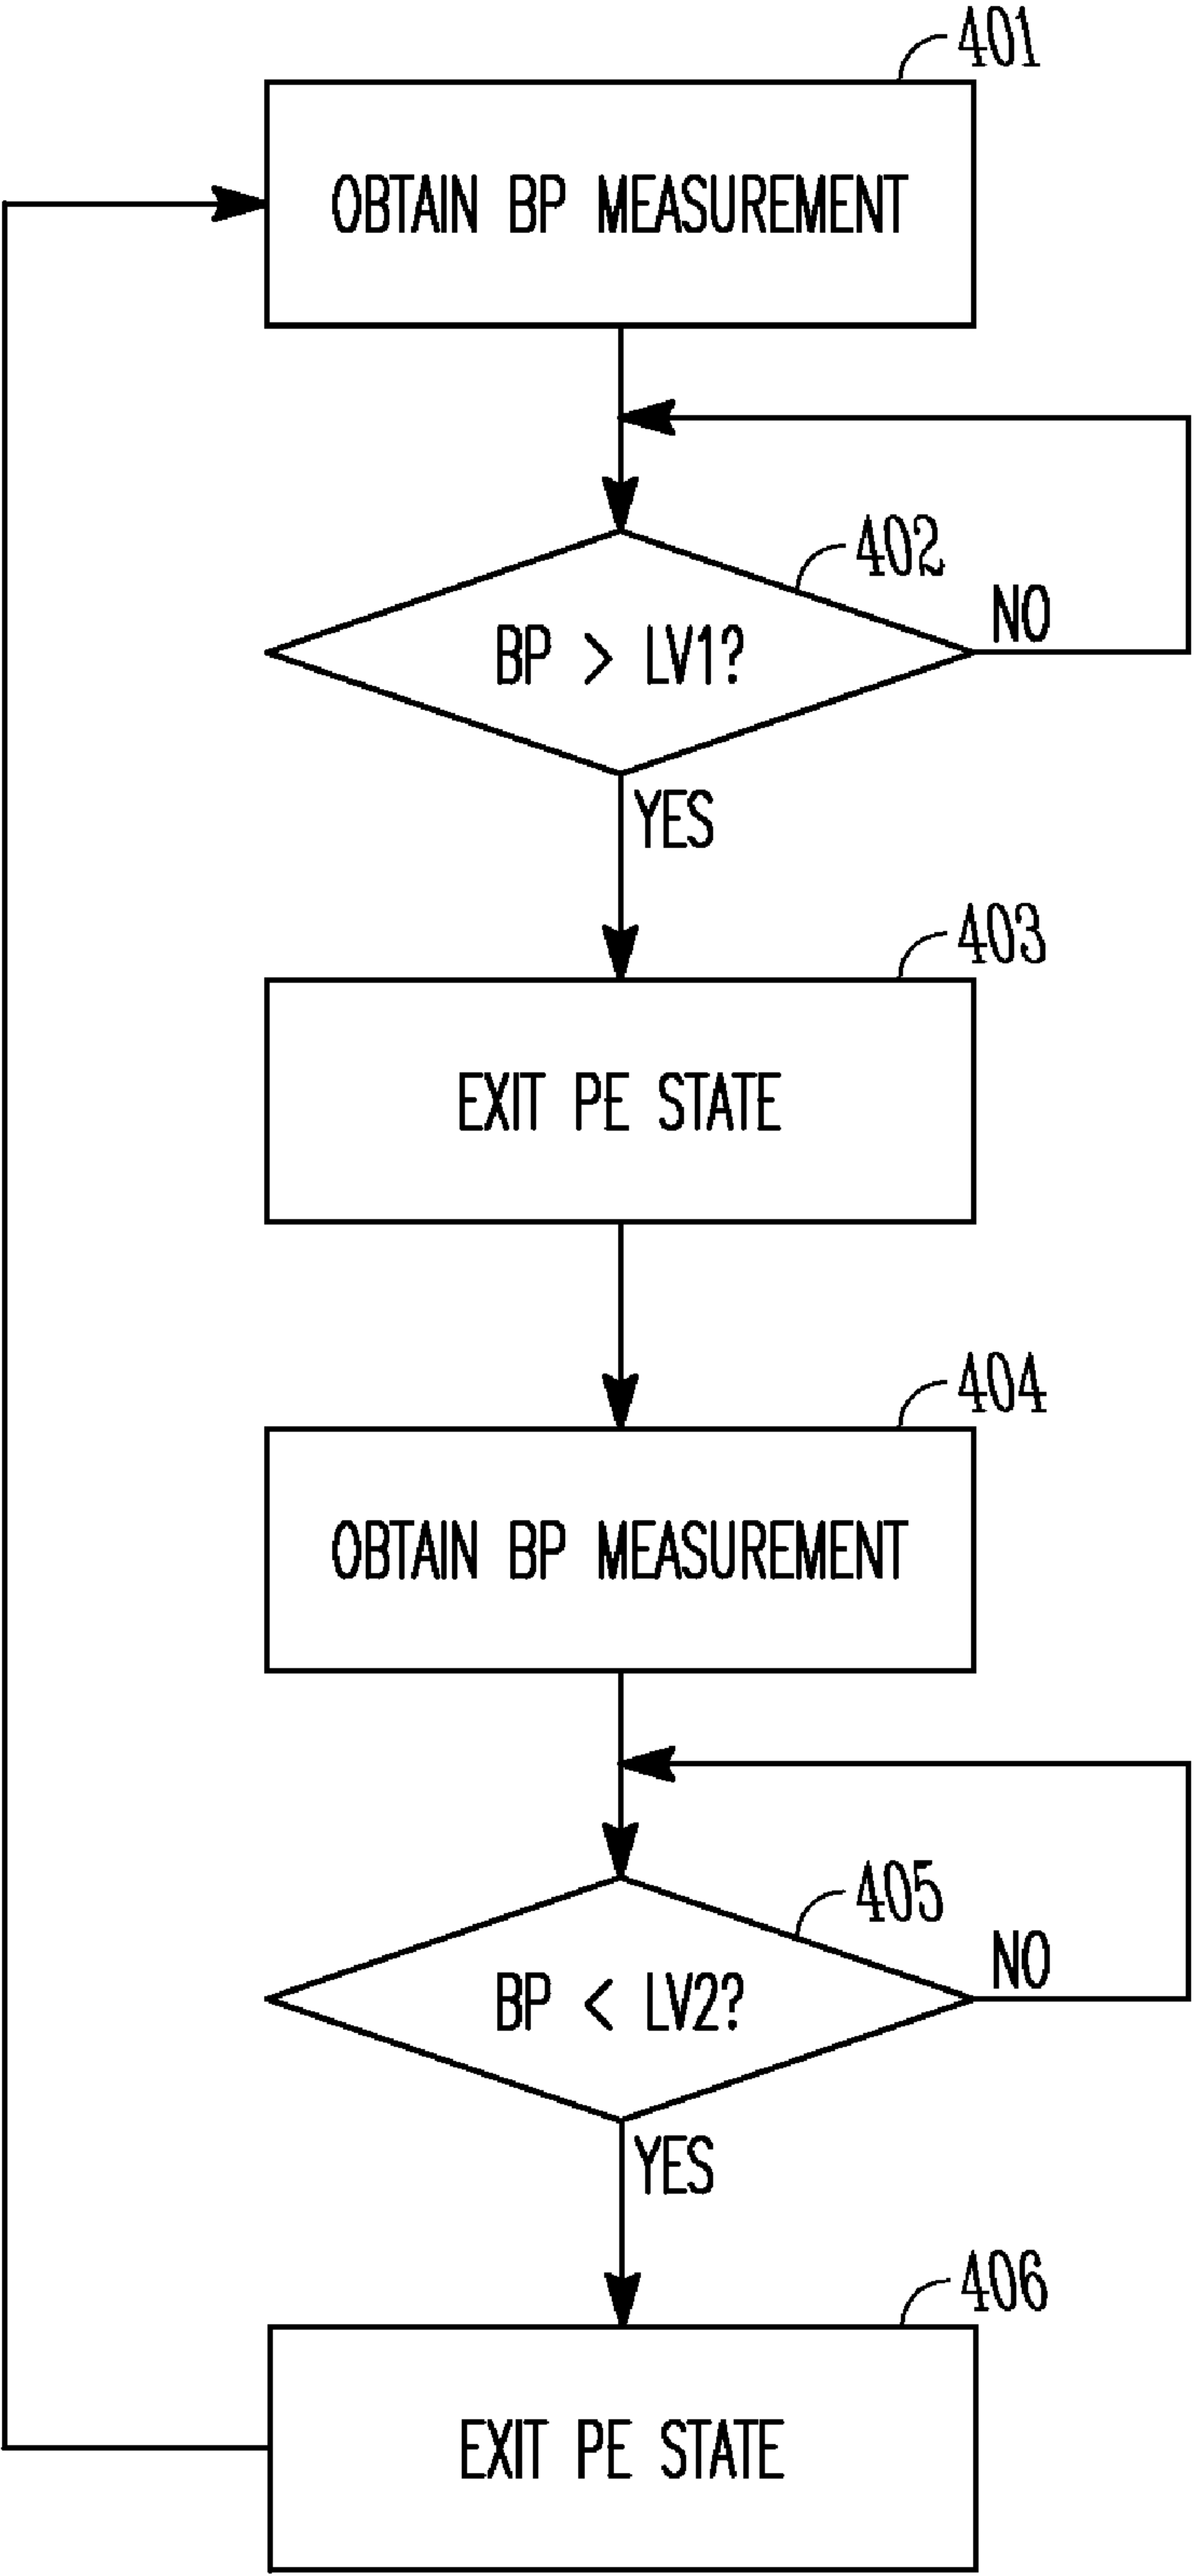 401
OBTAIN BP MEASUREMENT
402
BP > LV1?
NO
YES
403
EXIT PE STATE
404
OBTAIN BP MEASUREMENT
405
BP < LV2?
NO
YES
406
EXIT PE STATE